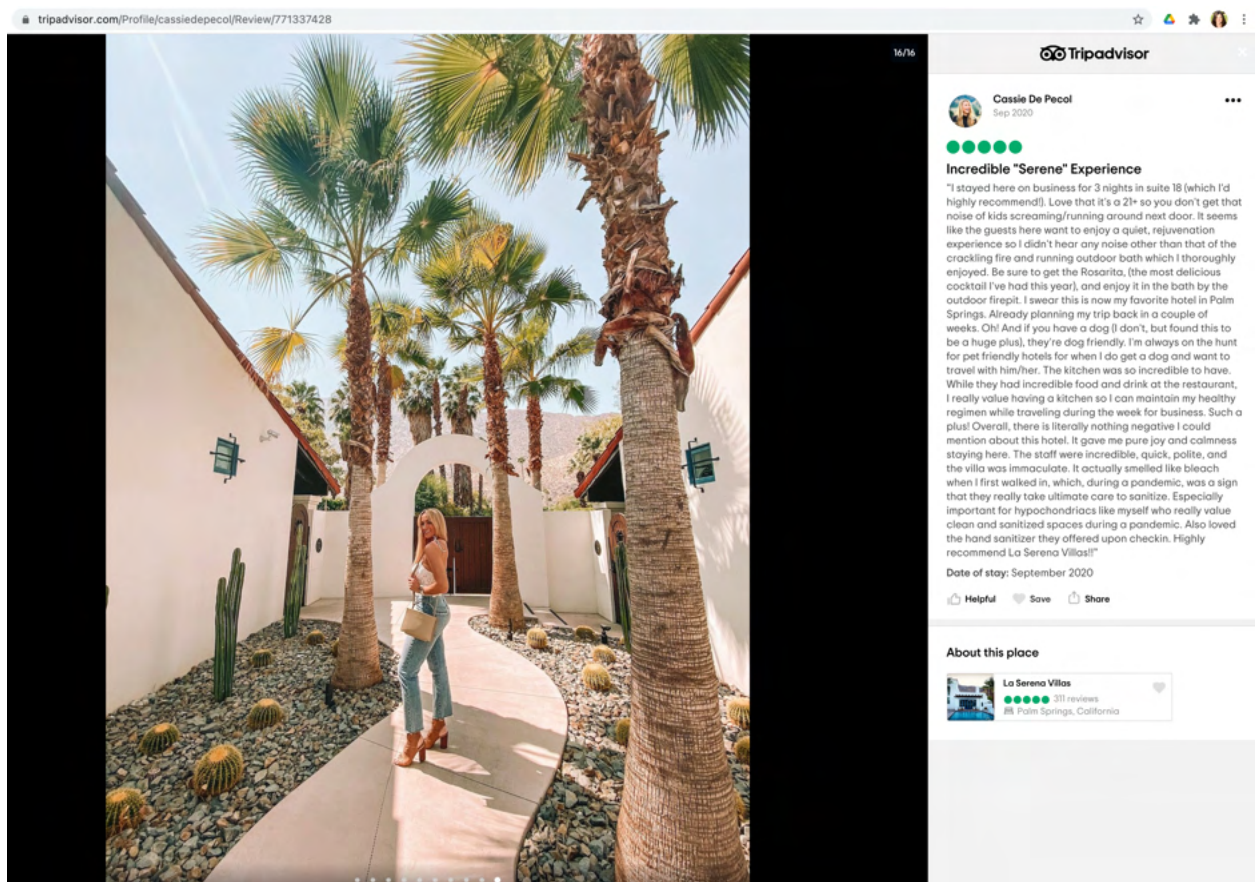 tripadvisor.com/Profile/cassiedepecol/Review/771337428
16/16
Tripadvisor
Cassie De Pecol
Sep 2020
Incredible "Serene" Experience
"I stayed here on business for 3 nights in suite 18 (which I'd
highly recommend!). Love that it's a 21+ so you don't get that
noise of kids screaming/running around next door. It seems
like the guests here want to enjoy a quiet, rejuvenation
experience so I didn't hear any noise other than that of the
crackling fire and running outdoor bath which I thoroughly
enjoyed. Be sure to get the Rosarita, (the most delicious
cocktail I've had this year), and enjoy it in the bath by the
outdoor firepit. I swear this is now my favorite hotel in Palm
Springs. Already planning my trip back in a couple of
weeks. Oh! And if you have a dog (I don't, but found this to
be a huge plus), they're dog friendly. I'm always on the hunt
for pet friendly hotels for when I do get a dog and want to
travel with him/her. The kitchen was so incredible to have.
While they had incredible food and drink at the restaurant,
I really value having a kitchen so I can maintain my healthy
regimen while traveling during the week for business. Such a
plus! Overall, there is literally nothing negative I could
mention about this hotel. It gave me pure joy and calmness
staying here. The staff were incredible, quick, polite, and
the villa was immaculate. It actually smelled like bleach
when I first walked in, which, during a pandemic, was a sign
that they really take ultimate care to sanitize. Especially
important for hypochondriacs like myself who really value
clean and sanitized spaces during a pandemic. Also loved
the hand sanitizer they offered upon checkin. Highly
recommend La Serena Villas!!"
Date of stay: September 2020
Helpful Save Share
About this place
La Serena Villas
311 reviews
Palm Springs, California